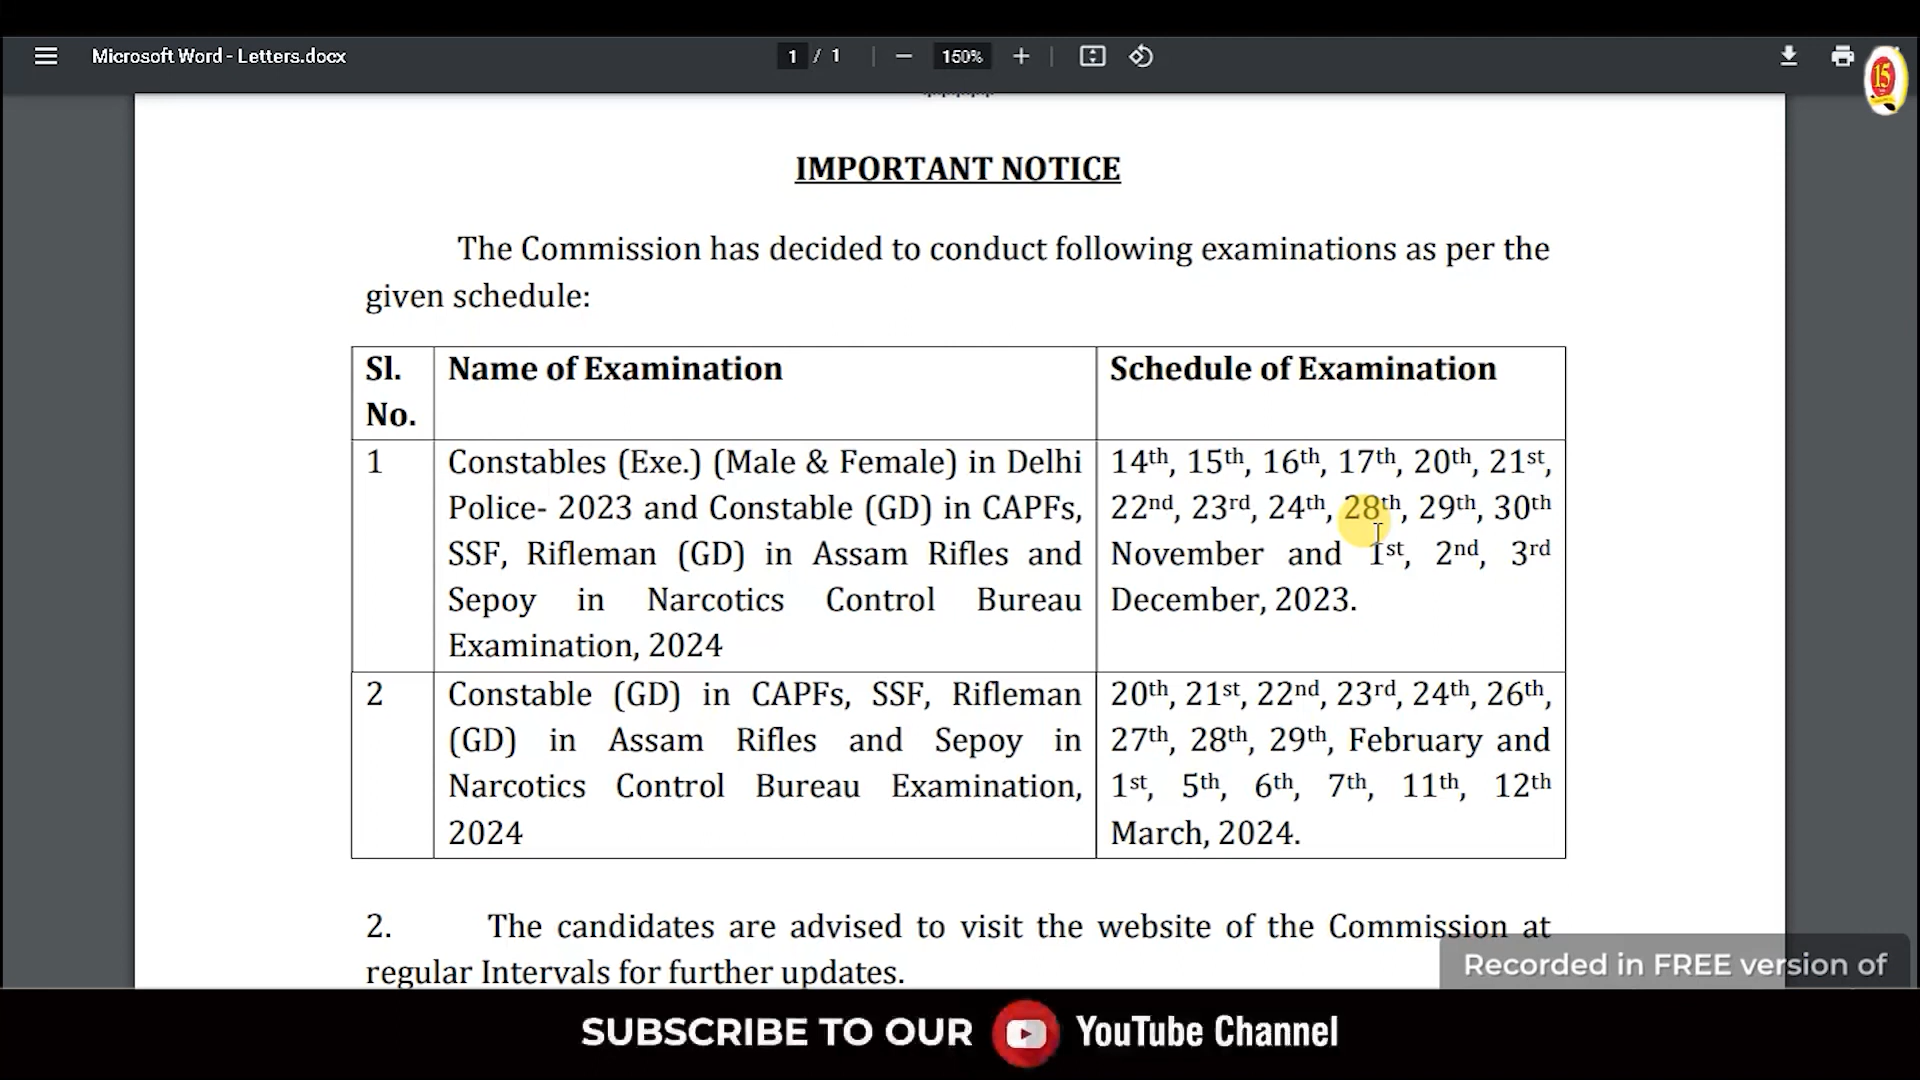 Microsoft Word - Letters.docx
1 / 1
150%
15
IMPORTANT NOTICE
The Commission has decided to conduct following examinations as per the
given schedule:
Sl. No.
Name of Examination
Schedule of Examination
1
Constables (Exe.) (Male & Female) in Delhi
Police- 2023 and Constable (GD) in CAPFs,
SSF, Rifleman (GD) in Assam Rifles and
Sepoy in Narcotics Control Bureau
Examination, 2024
14th, 15th, 16th, 17th, 20th, 21st,
22nd, 23rd, 24th, 28th, 29th, 30th
November and 1st, 2nd, 3rd
December, 2023.
2
Constable (GD) in CAPFs, SSF, Rifleman
(GD) in Assam Rifles and Sepoy in
Narcotics Control Bureau Examination,
2024
20th, 21st, 22nd, 23rd, 24th, 26th,
27th, 28th, 29th, February and
1st, 5th, 6th, 7th, 11th, 12th
March, 2024.
2. The candidates are advised to visit the website of the Commission at
regular Intervals for further updates.
Recorded in FREE version of
SUBSCRIBE TO OUR YouTube Channel